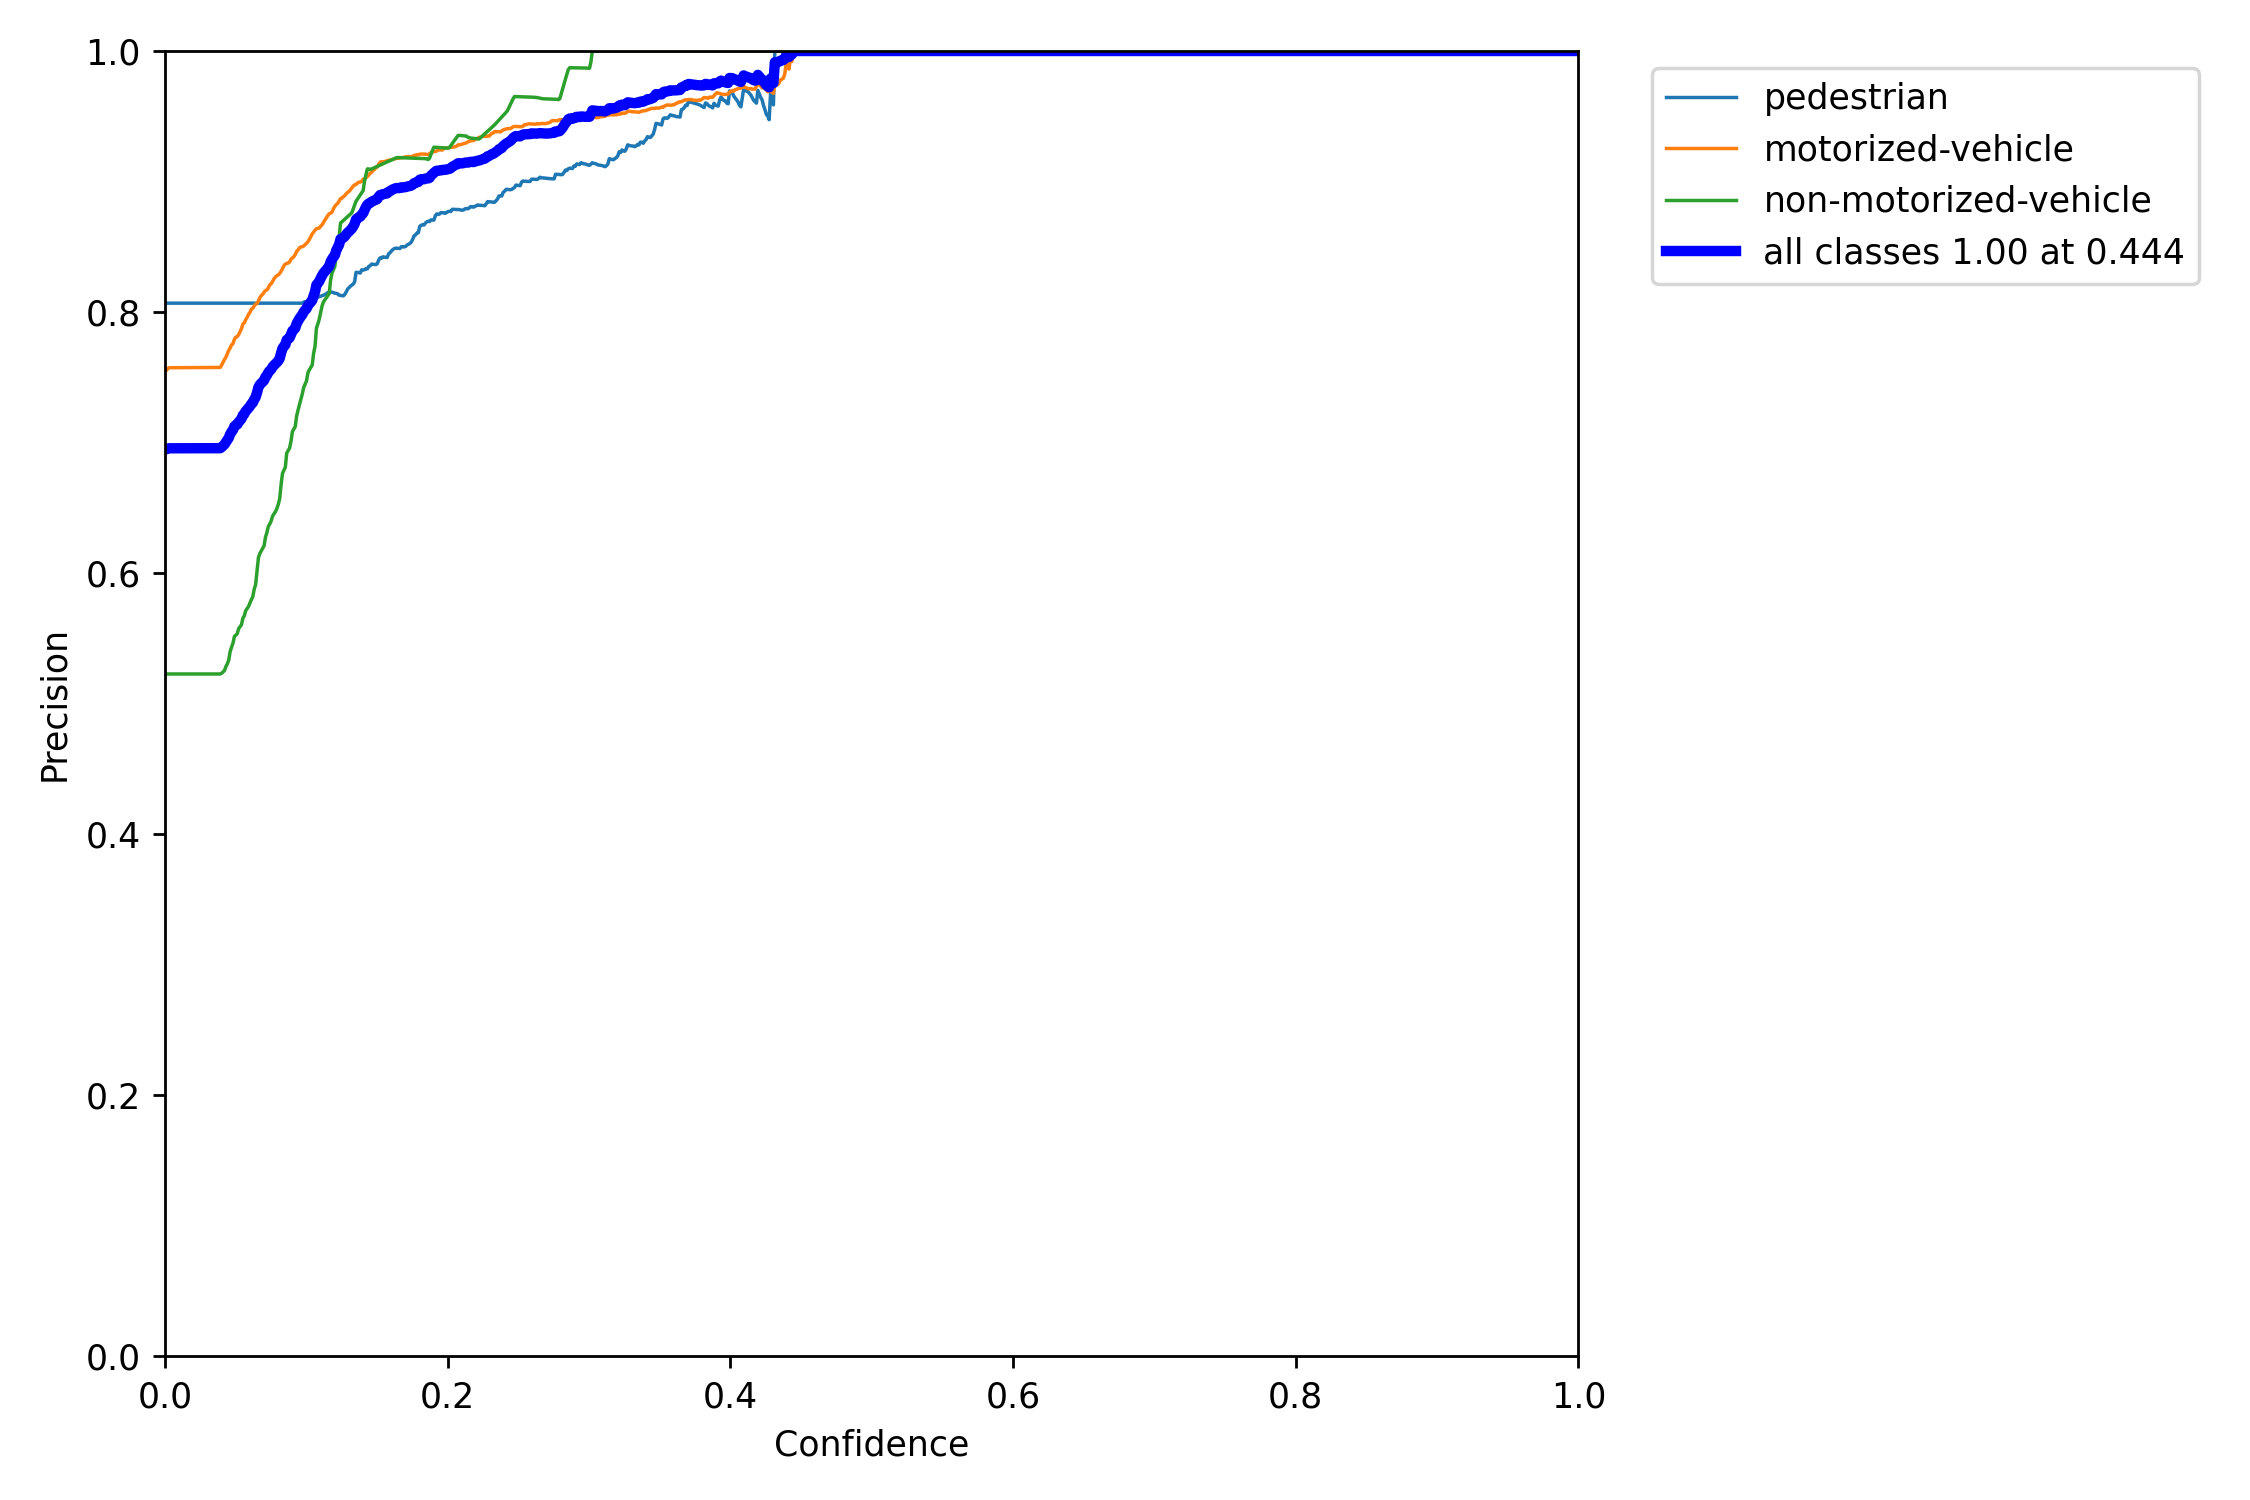 1.0
0.8
0.6
0.4
0.2
0.0
Precision
0.0 0.2 0.4 0.6 0.8 1.0
Confidence
pedestrian
motorized-vehicle
non-motorized-vehicle
all classes 1.00 at 0.444